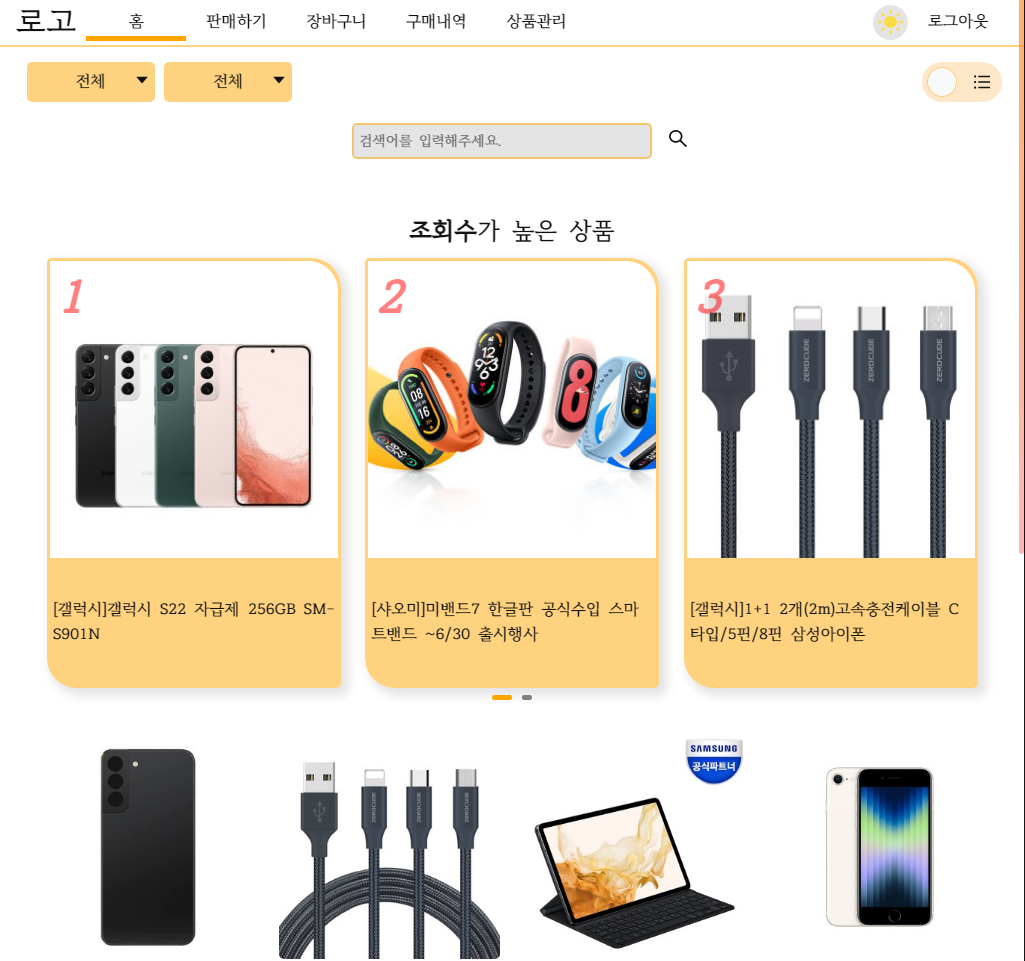 로고 홈 판매하기 장바구니 구매내역 상품관리 로그아웃
전체 전체
검색어를 입력해주세요.
조회수가 높은 상품
1 2 3
ZEROCUBE ZEROCUBE ZEROCUBE
[갤럭시]갤럭시 S22 자급제 256GB SM-
S901N
[샤오미]미밴드7 한글판 공식수입 스마
트밴드 ~6/30 출시행사
[갤럭시]1+1 2개(2m)고속충전케이블 C
타입/5핀/8핀 삼성아이폰
SAMSUNG
공식파트너
ZEROCUBE ZEROCUBE ZEROCUBE